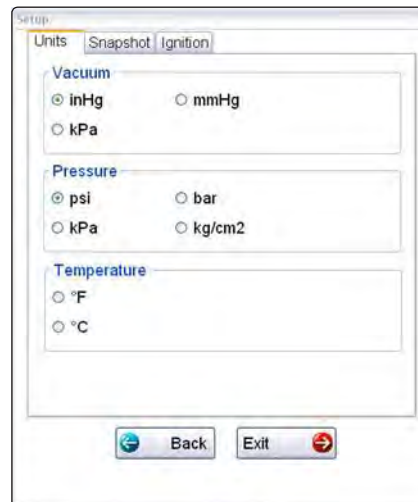 Setup
Units Snapshot Ignition
Vacuum
inHg mmHg
kPa
Pressure
psi bar
kPa kg/cm2
Temperature
°F
°C
Back Exit